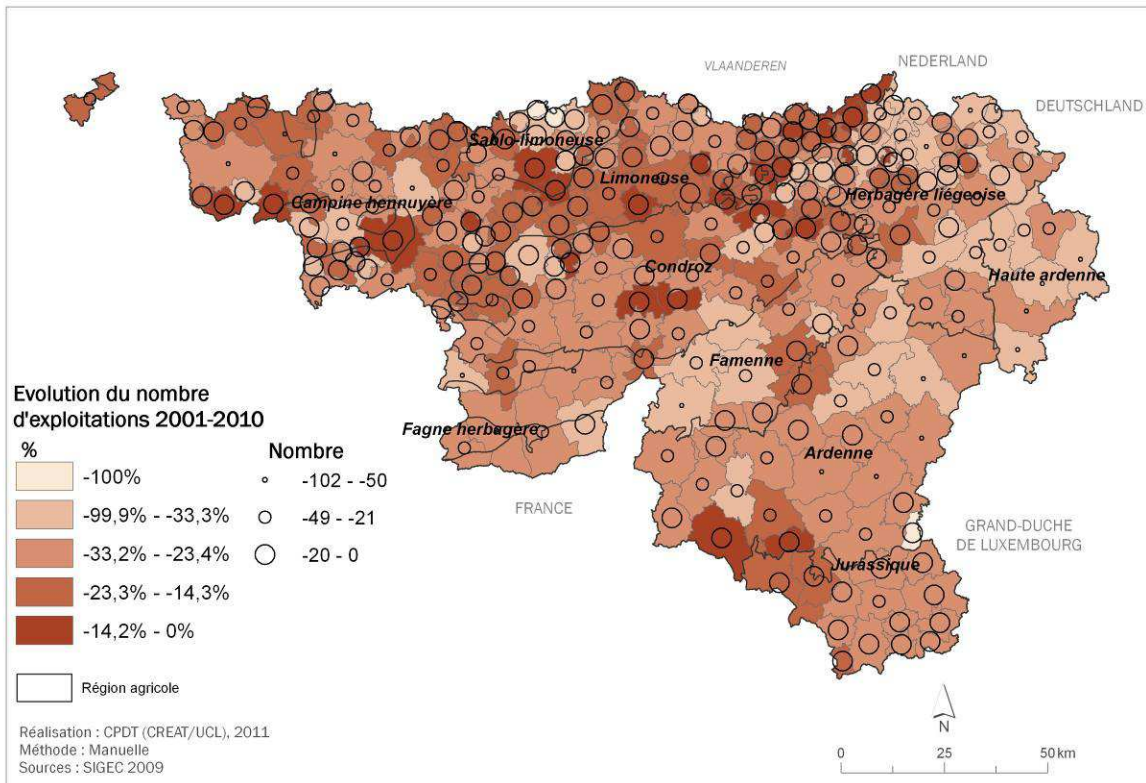 VLAANDEREN
NEDERLAND
DEUTSCHLAND
Sablo-limoneuse
Limoneuse
Campine hennuyère
Herbagère liégeoise
Condroz
Haute ardenne
Famenne
Fagne herbagère
Ardenne
FRANCE
GRAND-DUCHE
DE LUXEMBOURG
Jurassique
Evolution du nombre
d'exploitations 2001-2010
% Nombre
-100% -102 - -50
-99,9% - -33,3% -49 - -21
-33,2% - -23,4% -20 - 0
-23,3% - -14,3%
-14,2% - 0%
Région agricole
Réalisation : CPDT (CREAT/UCL), 2011
Méthode : Manuelle
Sources : SIGEC 2009
N
0 25 50 km